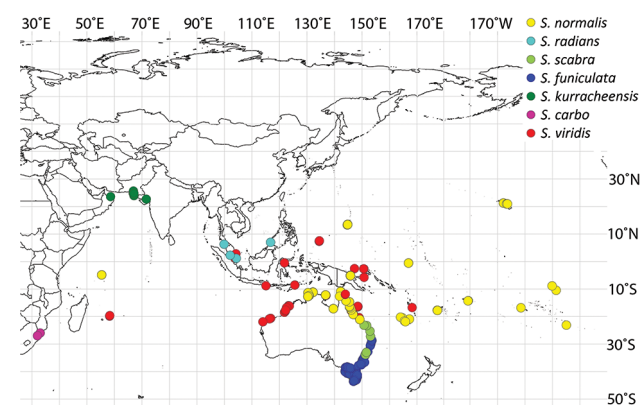 30°E 50°E 70°E 90°E 110°E 130°E 150°E 170°E 170°W
S. normalis
S. radians
S. scabra
S. funiculata
S. kurracheensis
S. carbo
S. viridis
30°N
10°N
10°S
30°S
50°S